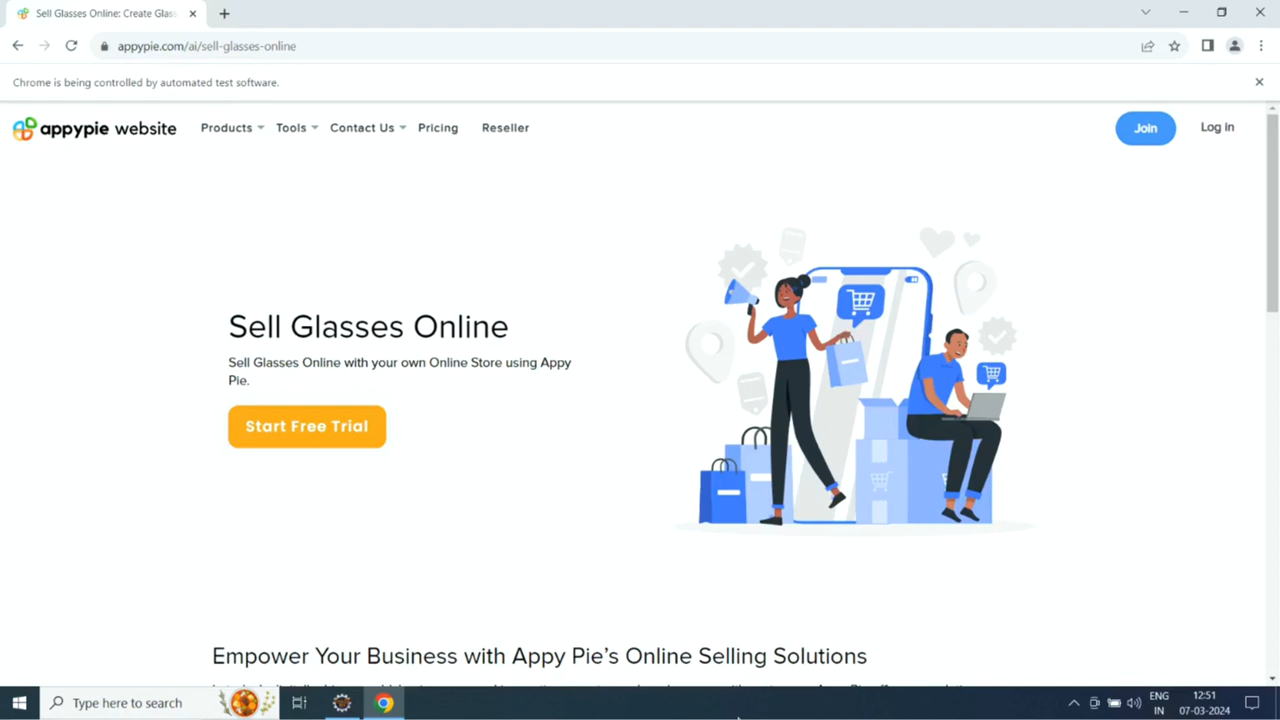 Sell Glasses Online: Create Glass
appypie.com/ai/sell-glasses-online
Chrome is being controlled by automated test software.
appypie website
Products
Tools
Contact Us
Pricing
Reseller
Join
Log in
Sell Glasses Online
Sell Glasses Online with your own Online Store using Appy
Pie.
Start Free Trial
Empower Your Business with Appy Pie's Online Selling Solutions
Type here to search
ENG
IN
12:51
07-03-2024